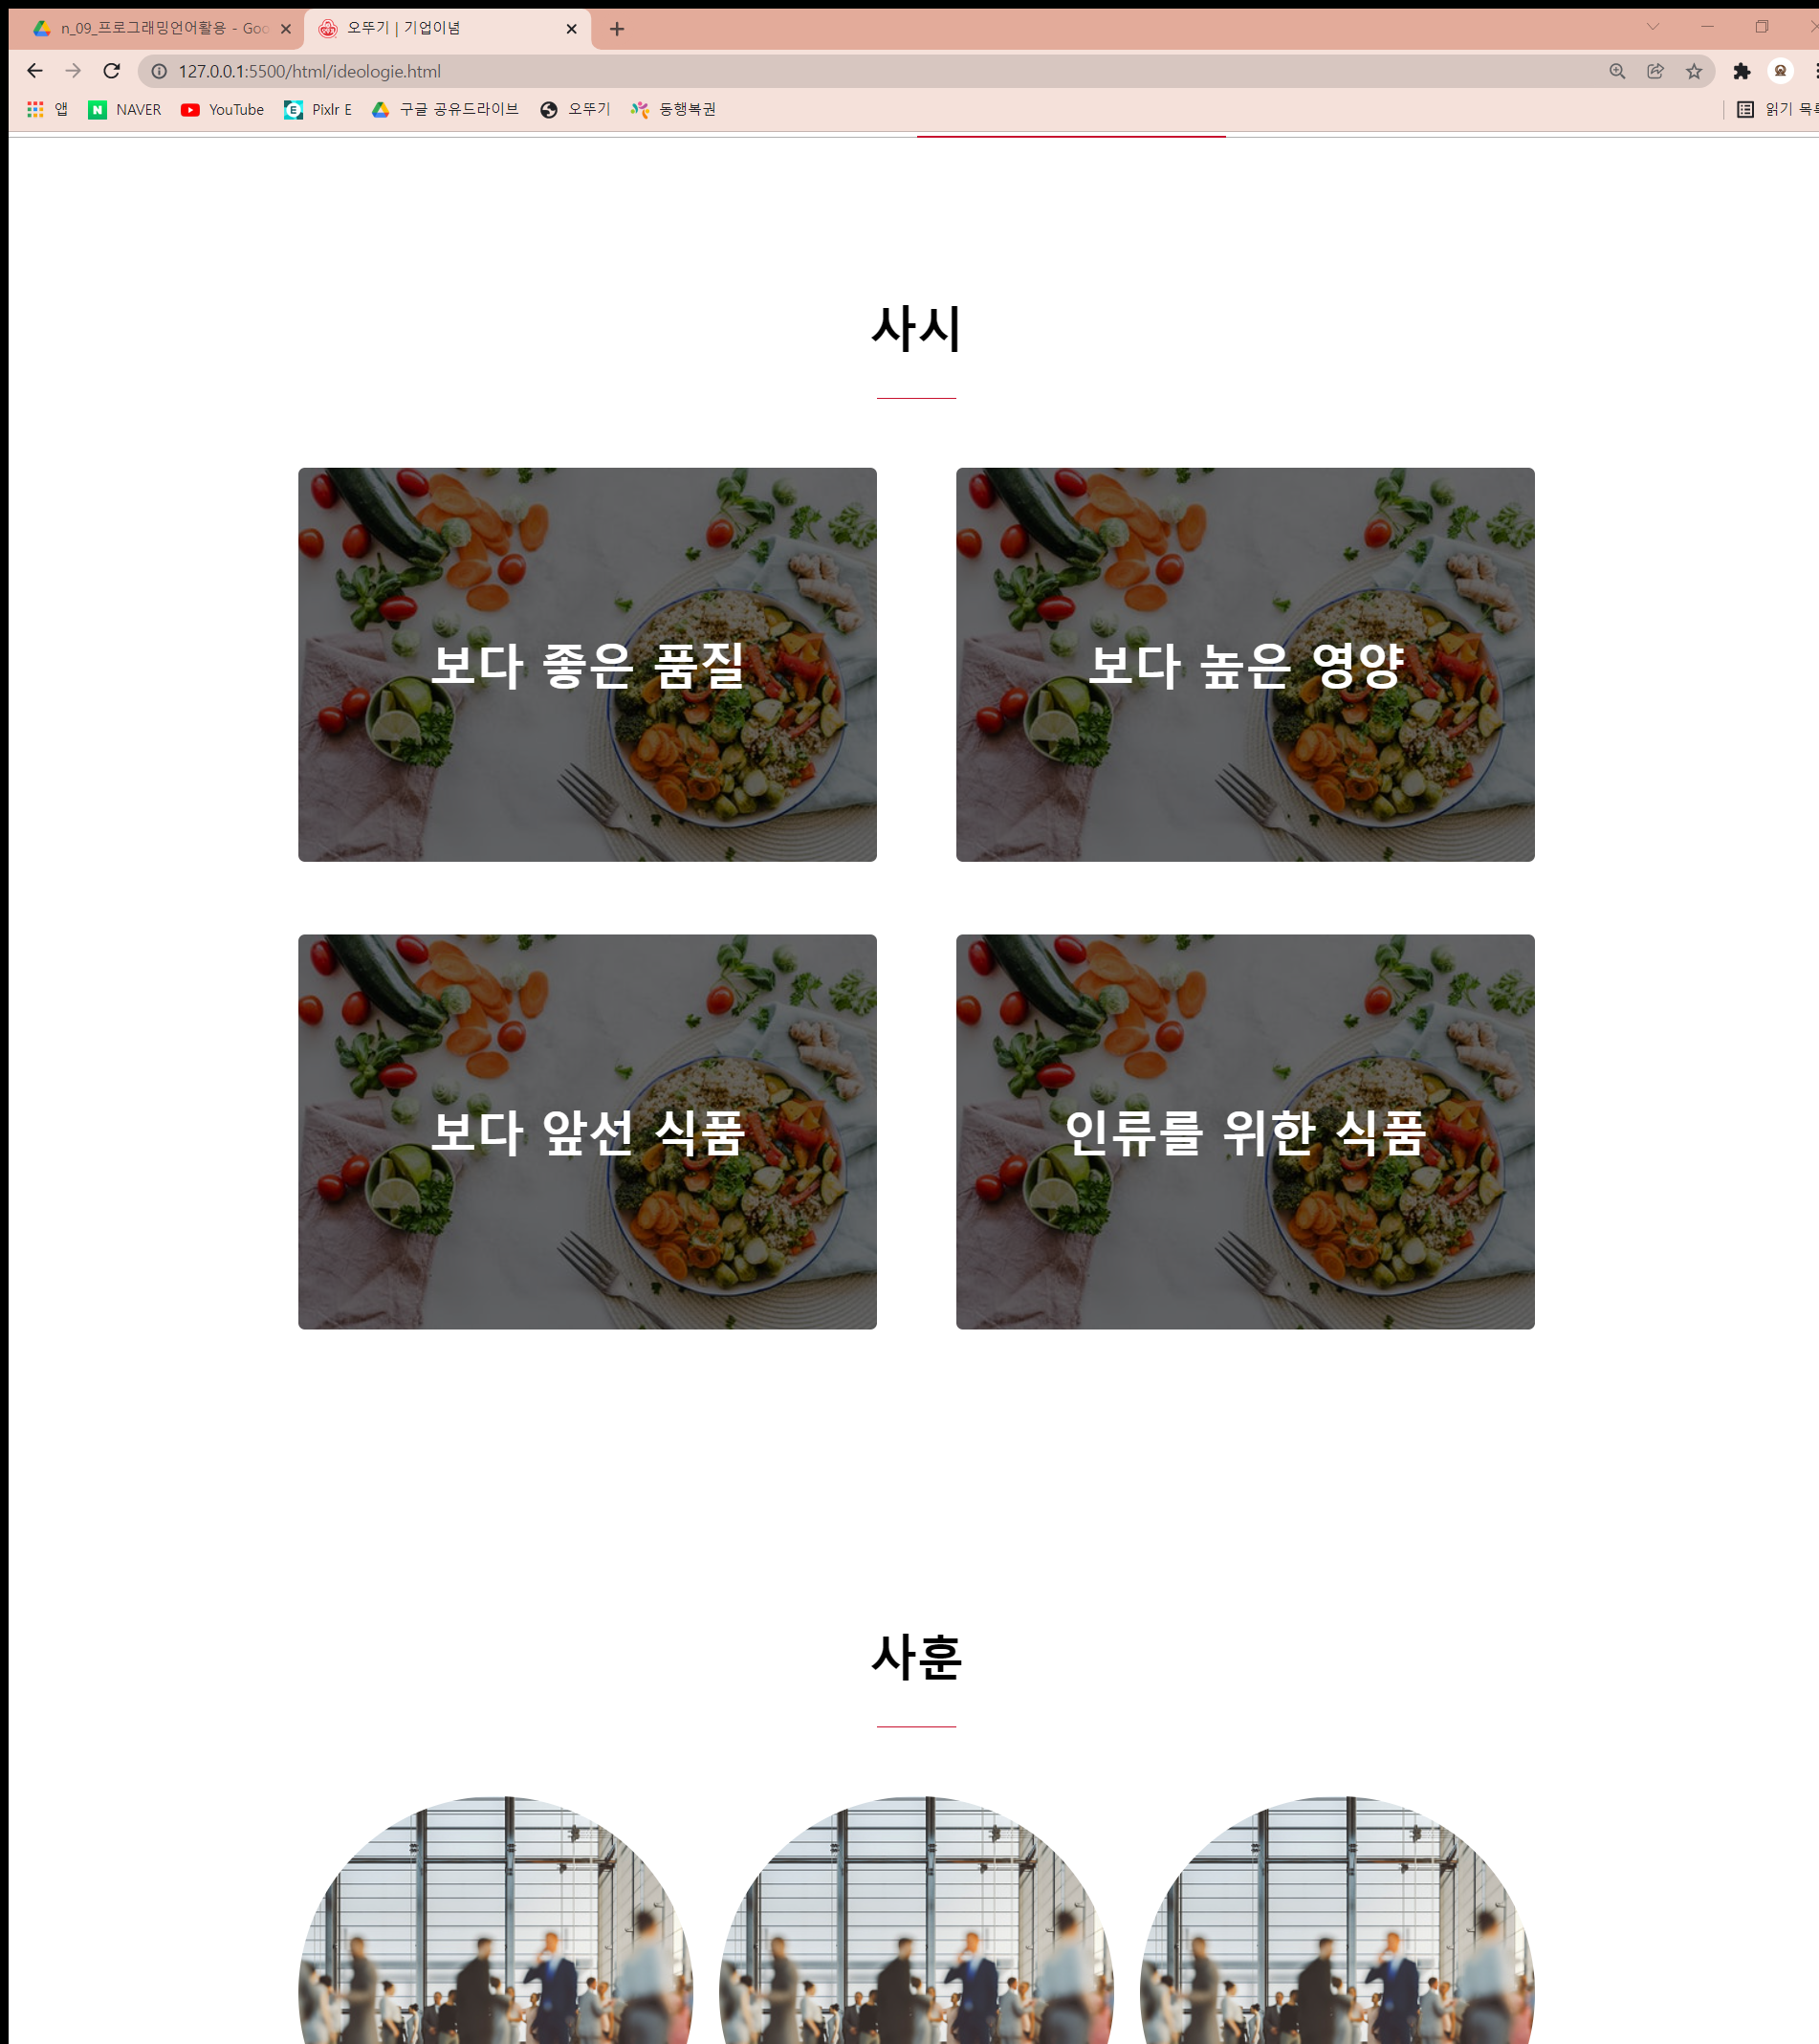 n_09_프로그래밍언어활용 - Goo
오뚜기 | 기업이념
127.0.0.1:5500/html/ideologie.html
앱 NAVER YouTube Pixlr E 구글 공유드라이브 오뚜기 동행복권 읽기 목록
사시
보다 좋은 품질 보다 높은 영양
보다 앞선 식품 인류를 위한 식품
사훈